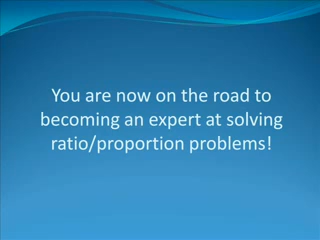 You are now on the road to
becoming an expert at solving
ratio/proportion problems!